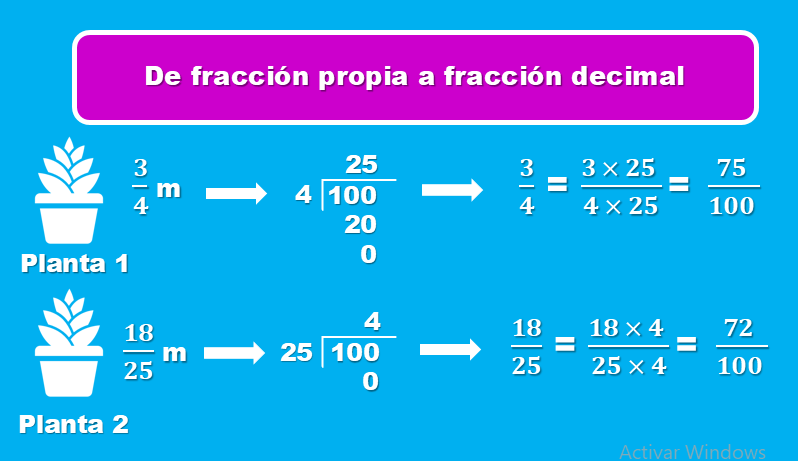 De fracción propia a fracción decimal
3/4 m
25
4 100
20
0
3/4 = 3 × 25 / 4 × 25 = 75/100
Planta 1
18/25 m
4
25 100
0
18/25 = 18 × 4 / 25 × 4 = 72/100
Planta 2
Activar Windows